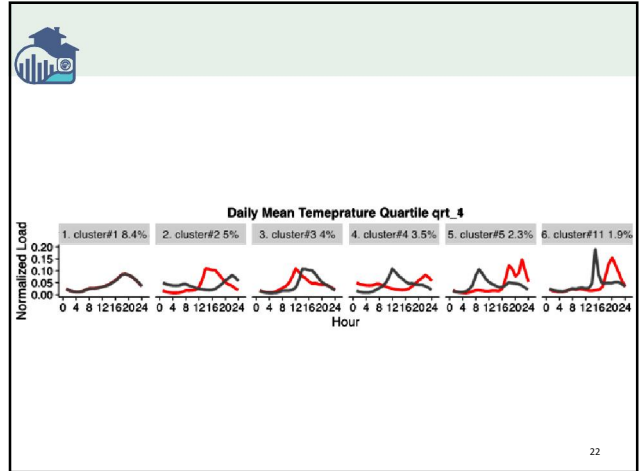 Daily Mean Temeprature Quartile qrt_4
1. cluster#1 8.4% 2. cluster#2 5% 3. cluster#3 4% 4. cluster#4 3.5% 5. cluster#5 2.3% 6. cluster#11 1.9%
Normalized Load
0.20
0.15
0.10
0.05
0.00
0 4 8 12162024 0 4 8 12162024 0 4 8 12162024 0 4 8 12162024 0 4 8 12162024 0 4 8 12162024
Hour
22